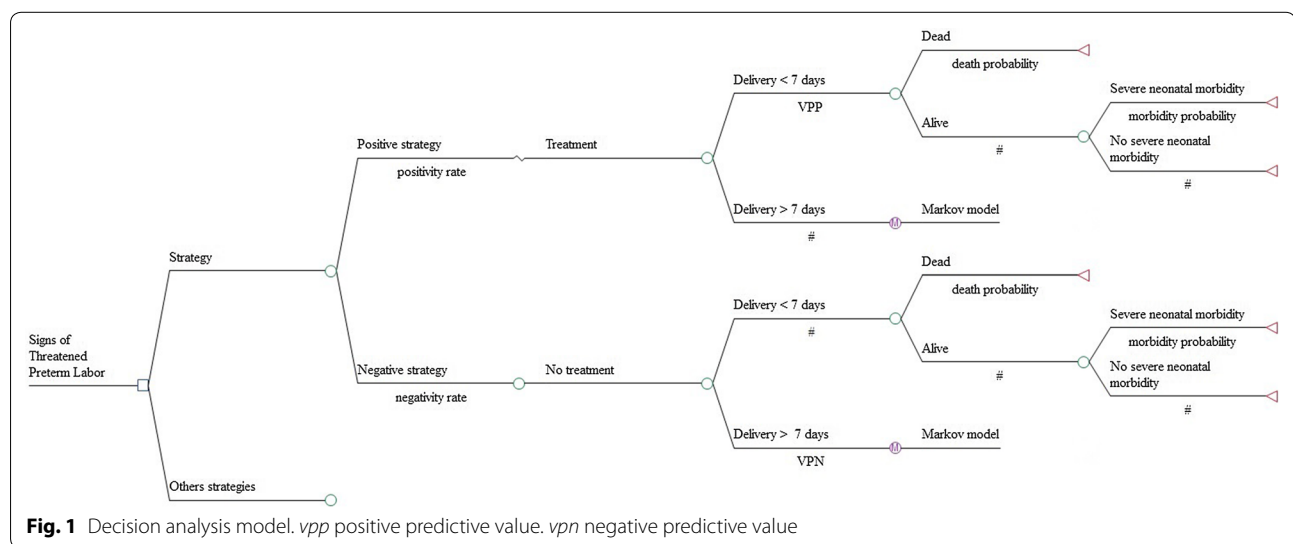 Dead
death probability
Delivery < 7 days
VPP
Severe neonatal morbidity
morbidity probability
Alive
#
No severe neonatal
morbidity
#
Positive strategy
positivity rate
Treatment
Delivery > 7 days
#
M
Markov model
Strategy
Dead
death probability
Delivery < 7 days
#
Severe neonatal morbidity
morbidity probability
Alive
#
No severe neonatal
morbidity
#
Signs of
Threatened
Preterm Labor
Negative strategy
negativity rate
No treatment
Delivery > 7 days
VPN
M
Markov model
Others strategies
Fig. 1 Decision analysis model. vpp positive predictive value. vpn negative predictive value